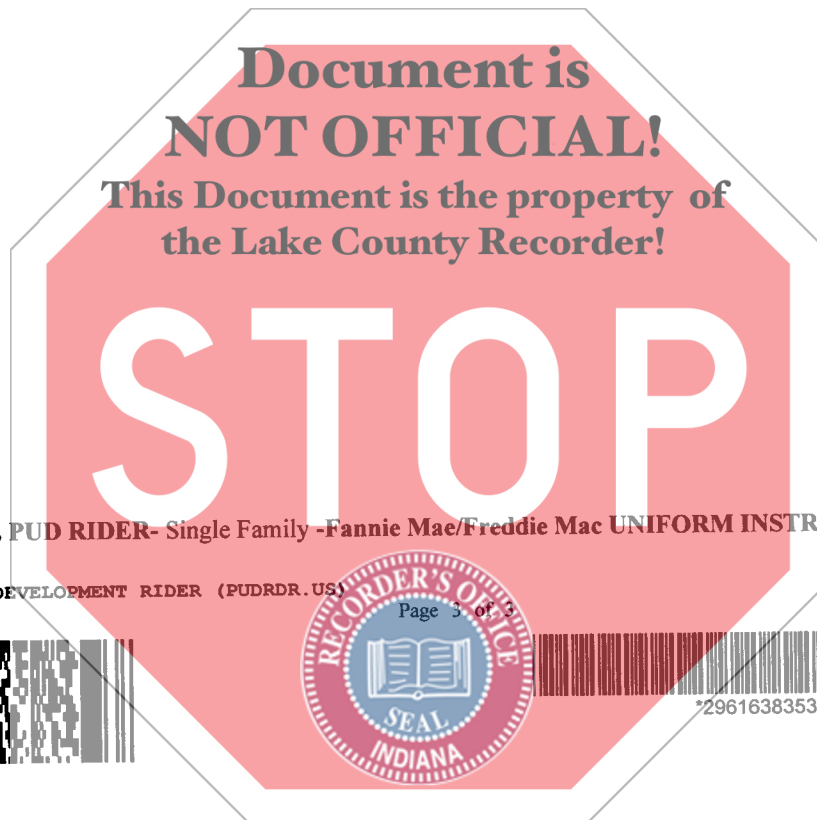 Document is
NOT OFFICIAL!
This Document is the property of
the Lake County Recorder!
STOP
PUD RIDER- Single Family -Fannie Mae/Freddie Mac UNIFORM INSTR
DEVELOPMENT RIDER (PUDRDR.US)
Page 3 of 3
RECORDER'S OFFICE
*2961638353
SEAL
INDIANA